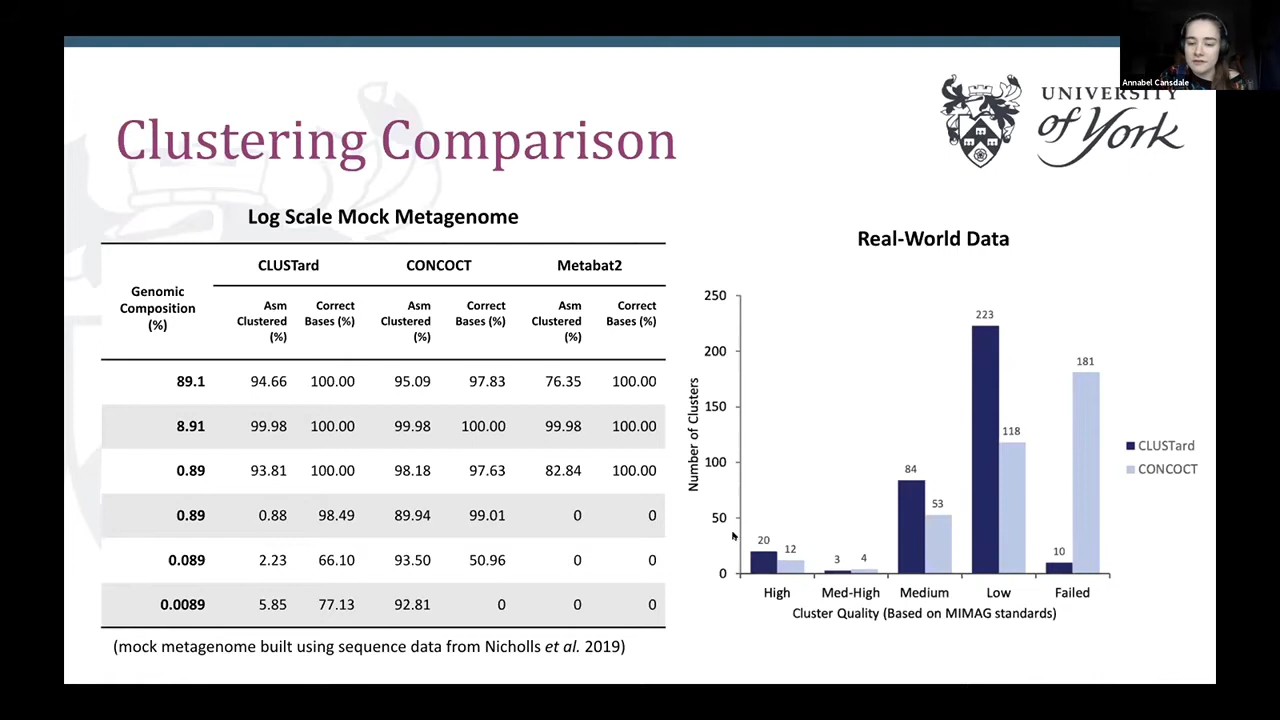 Annabel Cansdale
UNIVERSITY
of York
Clustering Comparison
Log Scale Mock Metagenome
Genomic Composition (%) CLUSTard CONCOCT Metabat2
Asm Clustered (%) Correct Bases (%) Asm Clustered (%) Correct Bases (%) Asm Clustered (%) Correct Bases (%)
89.1 94.66 100.00 95.09 97.83 76.35 100.00
8.91 99.98 100.00 99.98 100.00 99.98 100.00
0.89 93.81 100.00 98.18 97.63 82.84 100.00
0.89 0.88 98.49 89.94 99.01 0 0
0.089 2.23 66.10 93.50 50.96 0 0
0.0089 5.85 77.13 92.81 0 0 0
(mock metagenome built using sequence data from Nicholls et al. 2019)
Real-World Data
Number of Clusters
250
200
150
100
50
0
20 12 3 4 84 53 223 118 10 181
High Med-High Medium Low Failed
Cluster Quality (Based on MIMAG standards)
CLUSTard
CONCOCT